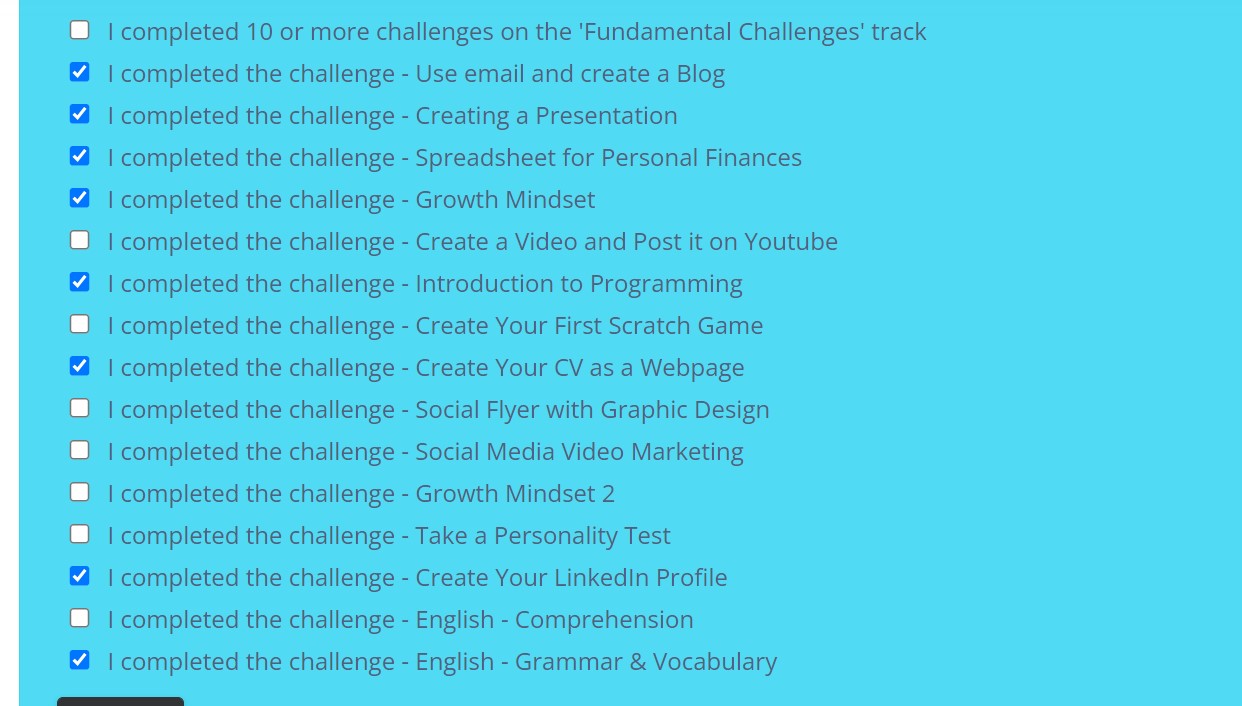 I completed 10 or more challenges on the 'Fundamental Challenges' track
I completed the challenge - Use email and create a Blog
I completed the challenge - Creating a Presentation
I completed the challenge - Spreadsheet for Personal Finances
I completed the challenge - Growth Mindset
I completed the challenge - Create a Video and Post it on Youtube
I completed the challenge - Introduction to Programming
I completed the challenge - Create Your First Scratch Game
I completed the challenge - Create Your CV as a Webpage
I completed the challenge - Social Flyer with Graphic Design
I completed the challenge - Social Media Video Marketing
I completed the challenge - Growth Mindset 2
I completed the challenge - Take a Personality Test
I completed the challenge - Create Your LinkedIn Profile
I completed the challenge - English - Comprehension
I completed the challenge - English - Grammar & Vocabulary